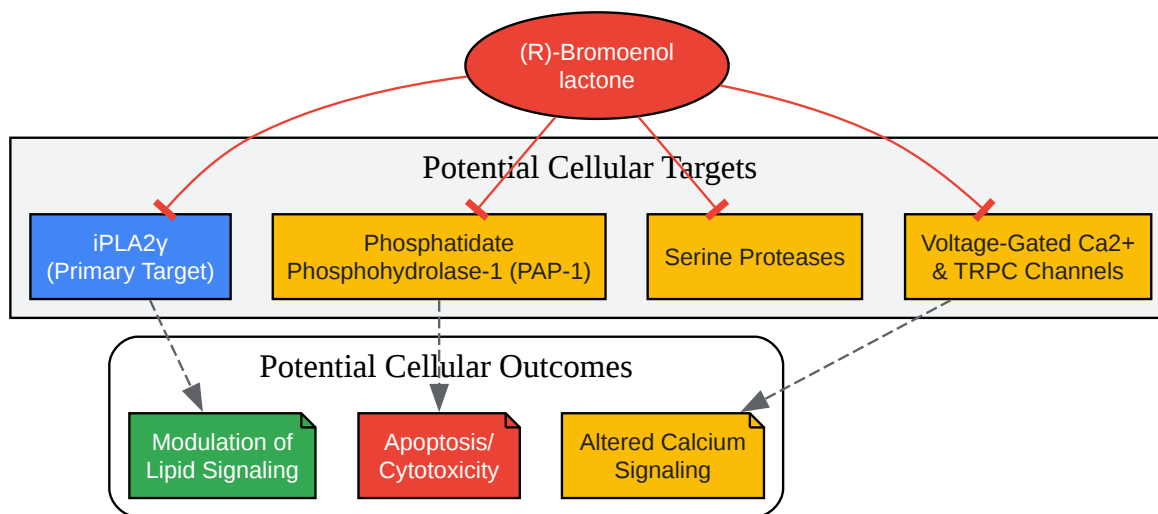 (R)-Bromoenol
lactone
Potential Cellular Targets
iPLA2γ
(Primary Target)
Phosphatidate
Phosphohydrolase-1 (PAP-1)
Serine Proteases
Voltage-Gated Ca2+
& TRPC Channels
Potential Cellular Outcomes
Modulation of
Lipid Signaling
Apoptosis/
Cytotoxicity
Altered Calcium
Signaling